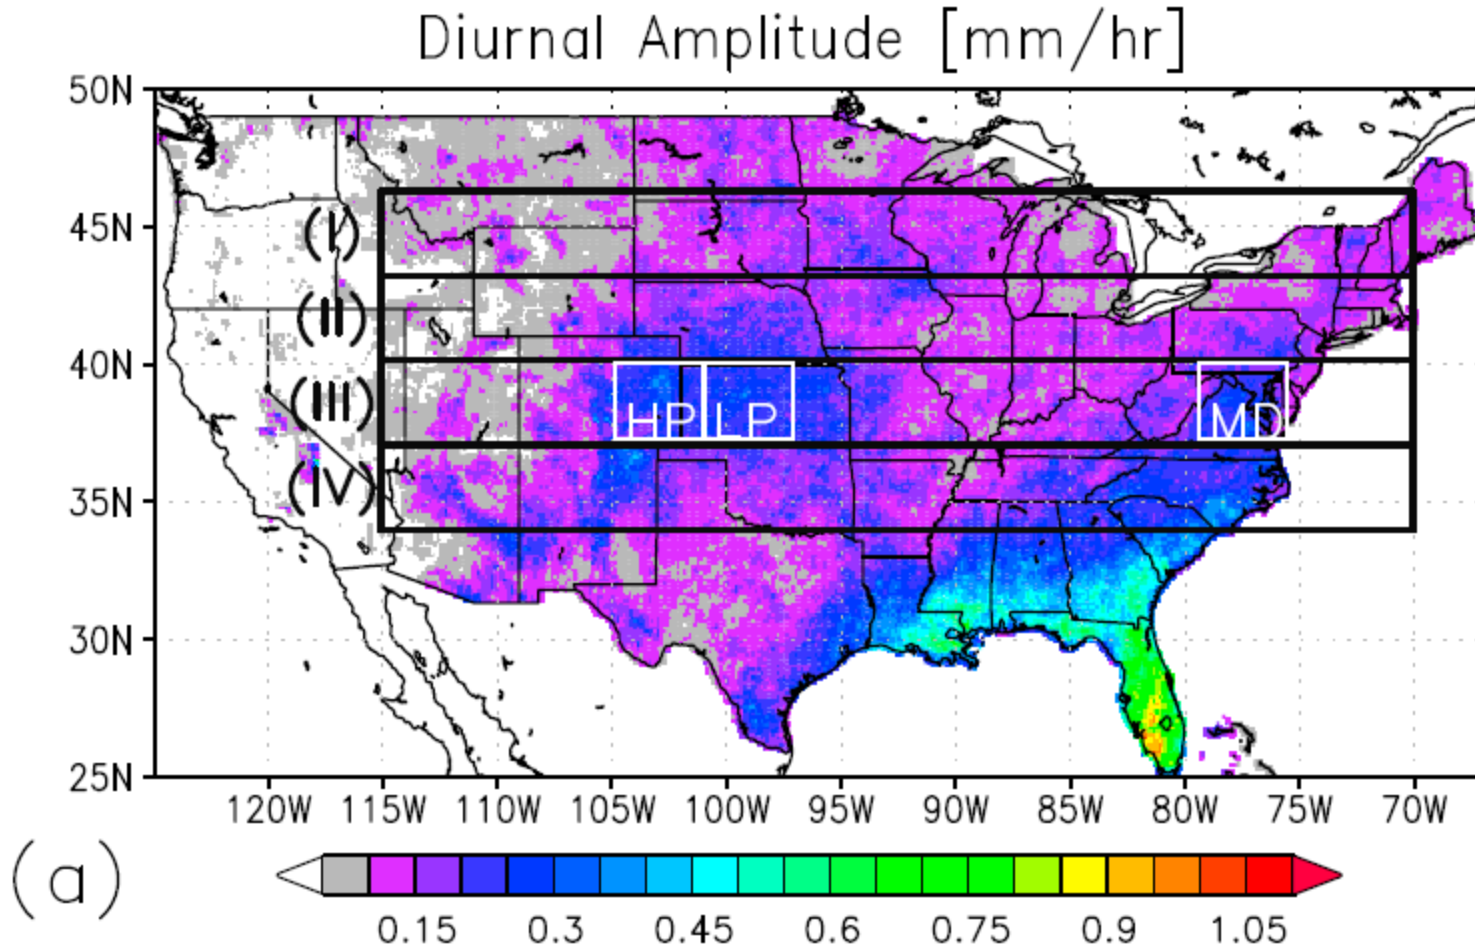 Diurnal Amplitude [mm/hr]
50N
45N
40N
35N
30N
25N
(I)
(II)
(III)
(IV)
HP
LP
MD
120W 115W 110W 105W 100W 95W 90W 85W 80W 75W 70W
(a)
0.15 0.3 0.45 0.6 0.75 0.9 1.05